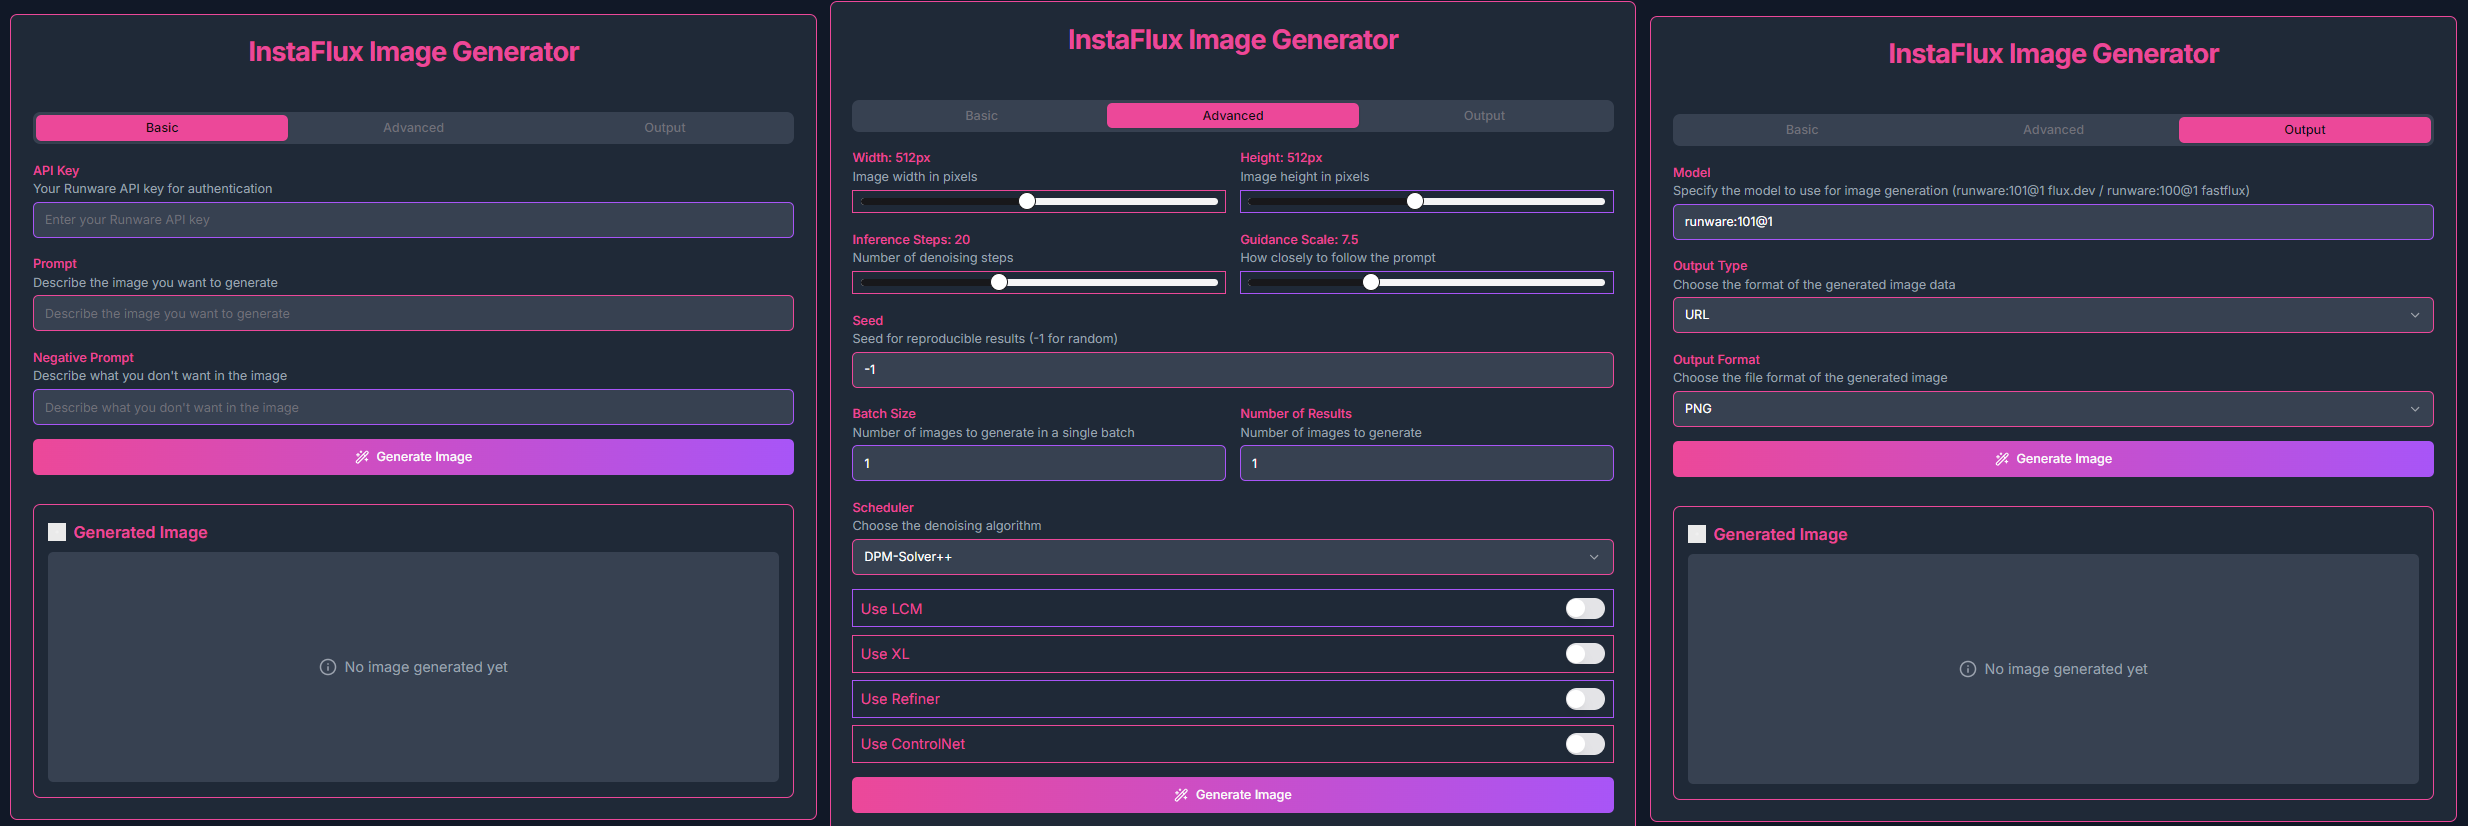 InstaFlux Image Generator
Basic
Advanced
Output
API Key
Your Runware API key for authentication
Enter your Runware API key
Prompt
Describe the image you want to generate
Describe the image you want to generate
Negative Prompt
Describe what you don't want in the image
Describe what you don't want in the image
Generate Image
Generated Image
No image generated yet
InstaFlux Image Generator
Basic
Advanced
Output
Width: 512px
Image width in pixels
Height: 512px
Image height in pixels
Inference Steps: 20
Number of denoising steps
Guidance Scale: 7.5
How closely to follow the prompt
Seed
Seed for reproducible results (-1 for random)
-1
Batch Size
Number of images to generate in a single batch
1
Number of Results
Number of images to generate
1
Scheduler
Choose the denoising algorithm
DPM-Solver++
Use LCM
Use XL
Use Refiner
Use ControlNet
Generate Image
InstaFlux Image Generator
Basic
Advanced
Output
Model
Specify the model to use for image generation (runware:101@1 flux.dev / runware:100@1 fastflux)
runware:101@1
Output Type
Choose the format of the generated image data
URL
Output Format
Choose the file format of the generated image
PNG
Generate Image
Generated Image
No image generated yet